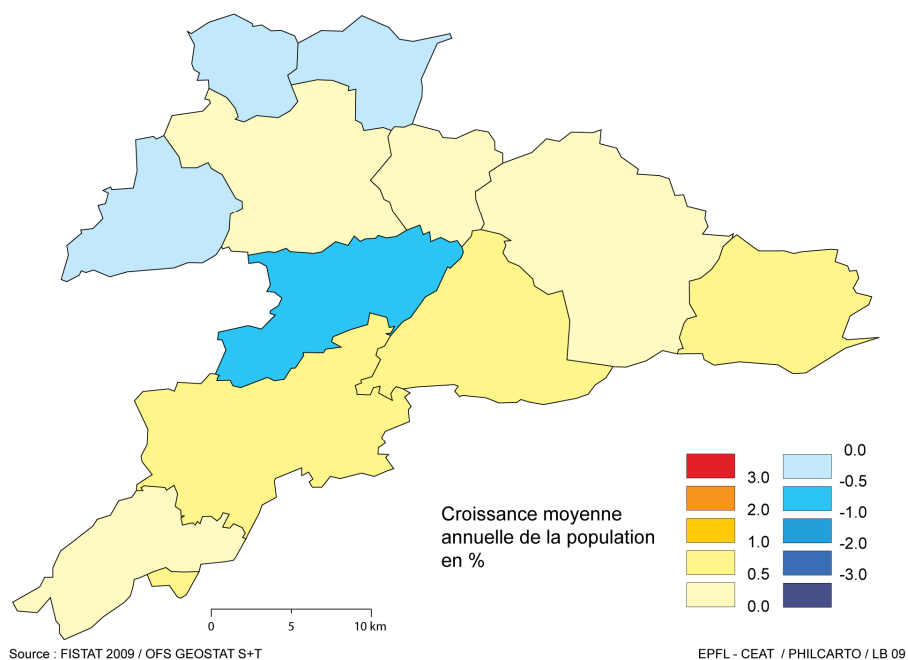 0.0
3.0
-0.5
2.0
-1.0
Croissance moyenne
annuelle de la population
en %
1.0
-2.0
0.5
-3.0
0.0
0 5 10 km
Source : FISTAT 2009 / OFS GEOSTAT S+T
EPFL - CEAT / PHILCARTO / LB 09